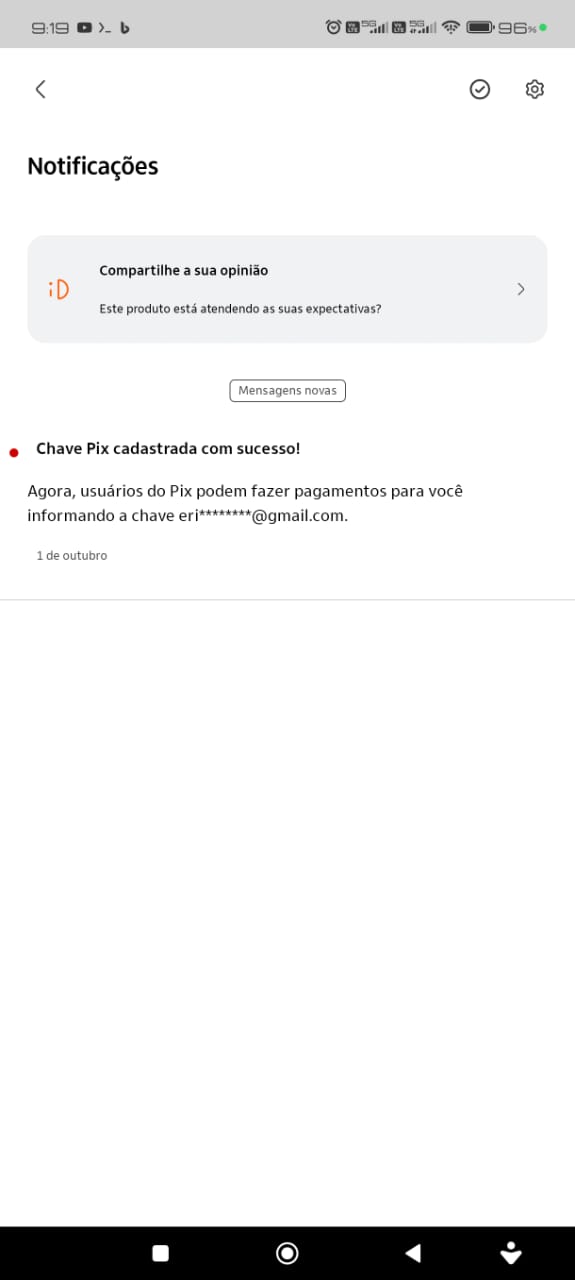 9:19
5G 5G 96%
Notificações
iD
Compartilhe a sua opinião
Este produto está atendendo as suas expectativas?
Mensagens novas
Chave Pix cadastrada com sucesso!
Agora, usuários do Pix podem fazer pagamentos para você
informando a chave eri********@gmail.com.
1 de outubro